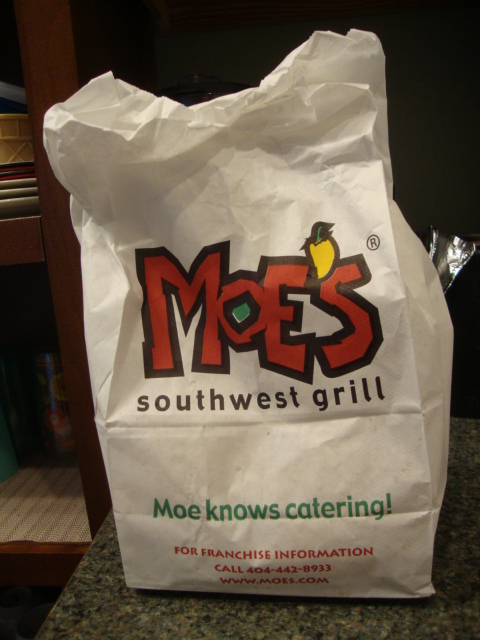 MOE'S ®
southwest grill
Moe knows catering!
FOR FRANCHISE INFORMATION
CALL 404-442-8933
WWW.MOES.COM